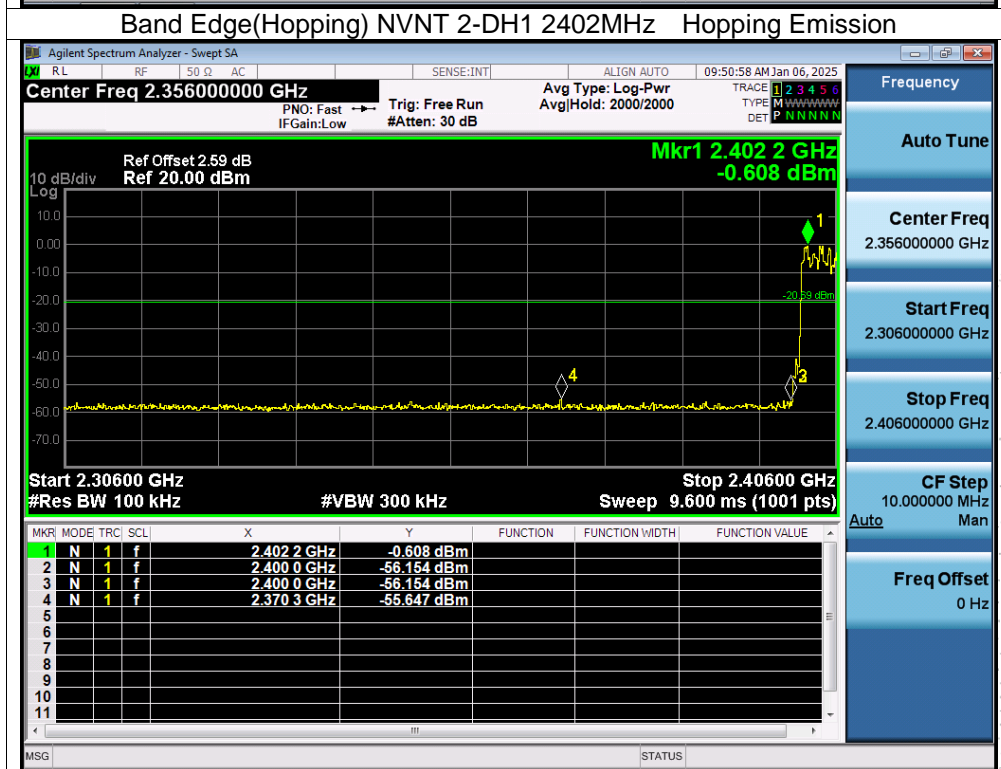 Band Edge(Hopping) NVNT 2-DH1 2402MHz Hopping Emission
Agilent Spectrum Analyzer - Swept SA
LXI RL RF 50 Ω AC SENSE:INT ALIGN AUTO 09:50:58 AM Jan 06, 2025
Center Freq 2.356000000 GHz
PNO: Fast
IFGain:Low
Trig: Free Run
#Atten: 30 dB
Avg Type: Log-Pwr
Avg|Hold: 2000/2000
TRACE 1 2 3 4 5 6
TYPE M WWWWW
DET P N N N N N
Mkr1 2.402 2 GHz
-0.608 dBm
Ref Offset 2.59 dB
10 dB/div Ref 20.00 dBm
Log
10.0
0.00
-10.0
-20.0
-30.0
-40.0
-50.0
-60.0
-70.0
1
-20.59 dBm
4
3
Start 2.30600 GHz Stop 2.40600 GHz
#Res BW 100 kHz #VBW 300 kHz Sweep 9.600 ms (1001 pts)
MKR MODE TRC SCL X Y FUNCTION FUNCTION WIDTH FUNCTION VALUE
1 N 1 f 2.402 2 GHz -0.608 dBm
2 N 1 f 2.400 0 GHz -56.154 dBm
3 N 1 f 2.400 0 GHz -56.154 dBm
4 N 1 f 2.370 3 GHz -55.647 dBm
5
6
7
8
9
10
11
MSG STATUS
Frequency
Auto Tune
Center Freq
2.356000000 GHz
Start Freq
2.306000000 GHz
Stop Freq
2.406000000 GHz
CF Step
10.000000 MHz
Auto Man
Freq Offset
0 Hz